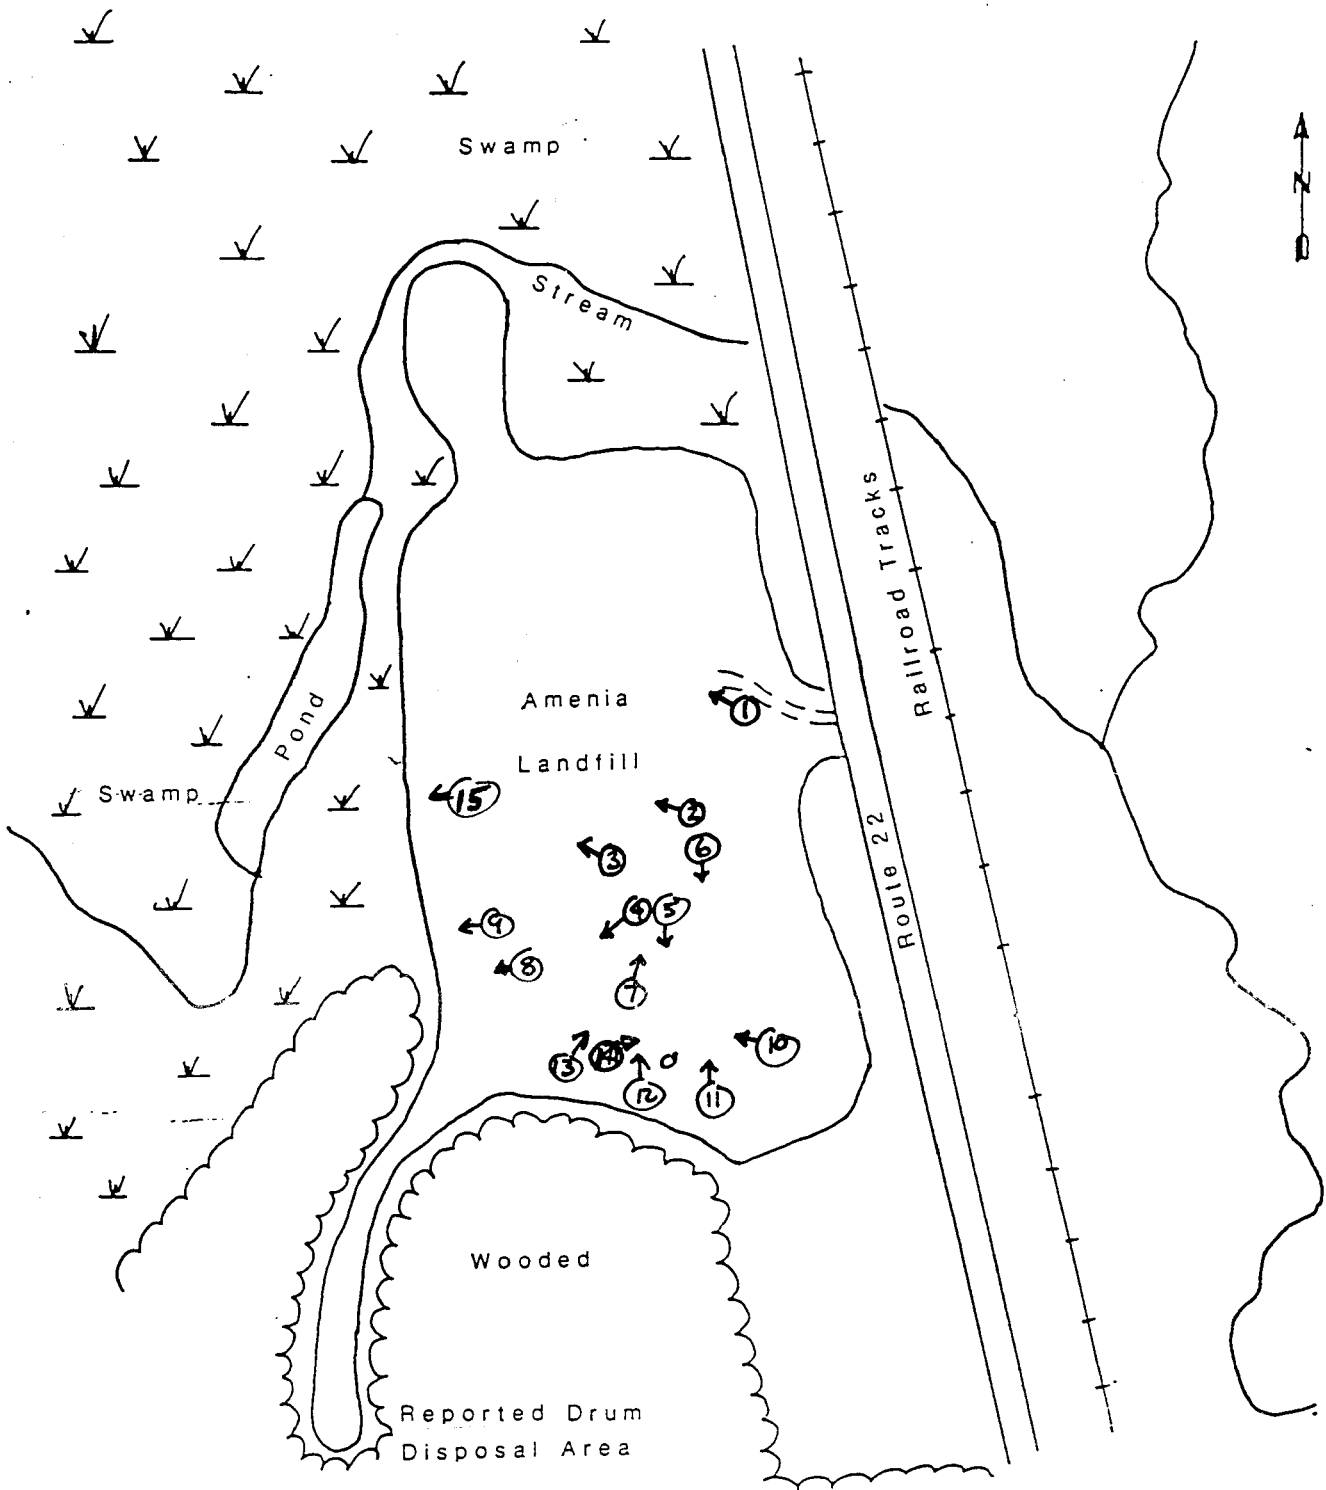 Swamp
N
Stream
Railroad Tracks
Amenia
1
Pond
Landfill
Swamp
15
2
3
6
Route 22
4
5
9
8
7
10
13
14
12
11
Wooded
Reported Drum
Disposal Area